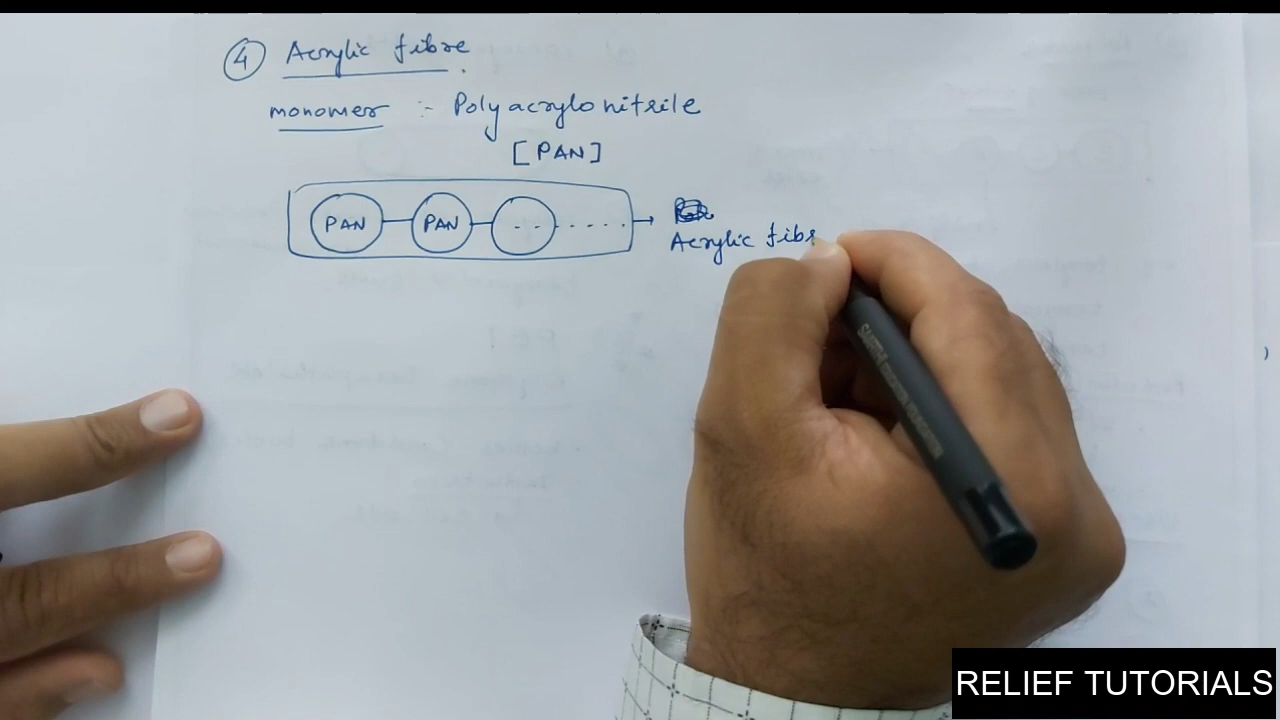 ④ Acrylic fibre
monomer :- Polyacrylonitrile
[PAN]
PAN PAN
Acrylic fibr
RELIEF TUTORIALS